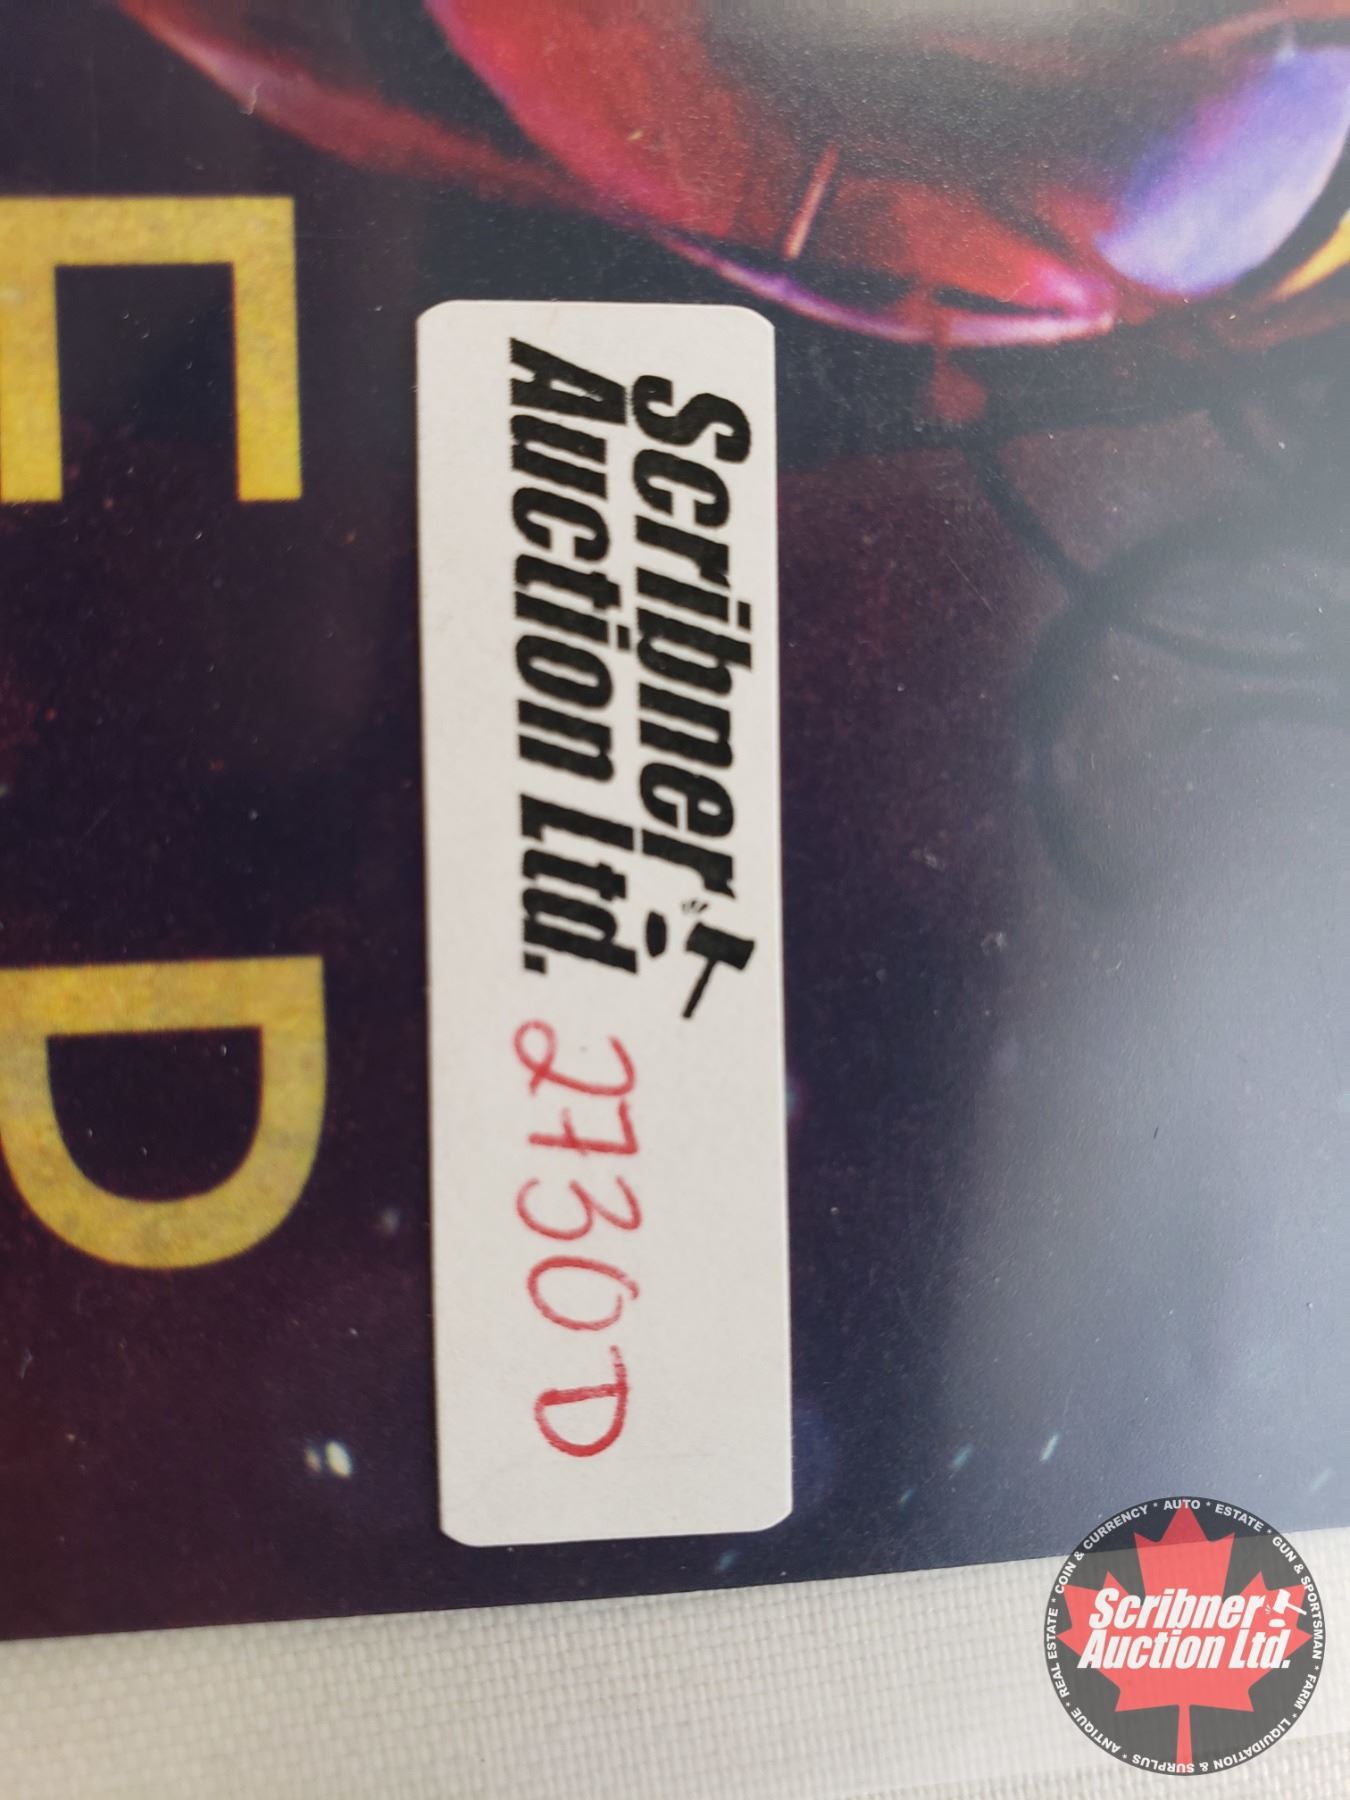 Scribner
Auction Ltd.
2730D
E D
COIN & CURRENCY * AUTO * ESTATE * GUN & SPORTSMAN * FARM * LIQUIDATION & SURPLUS * ANTIQUE * REAL ESTATE *
Scribner
Auction Ltd.